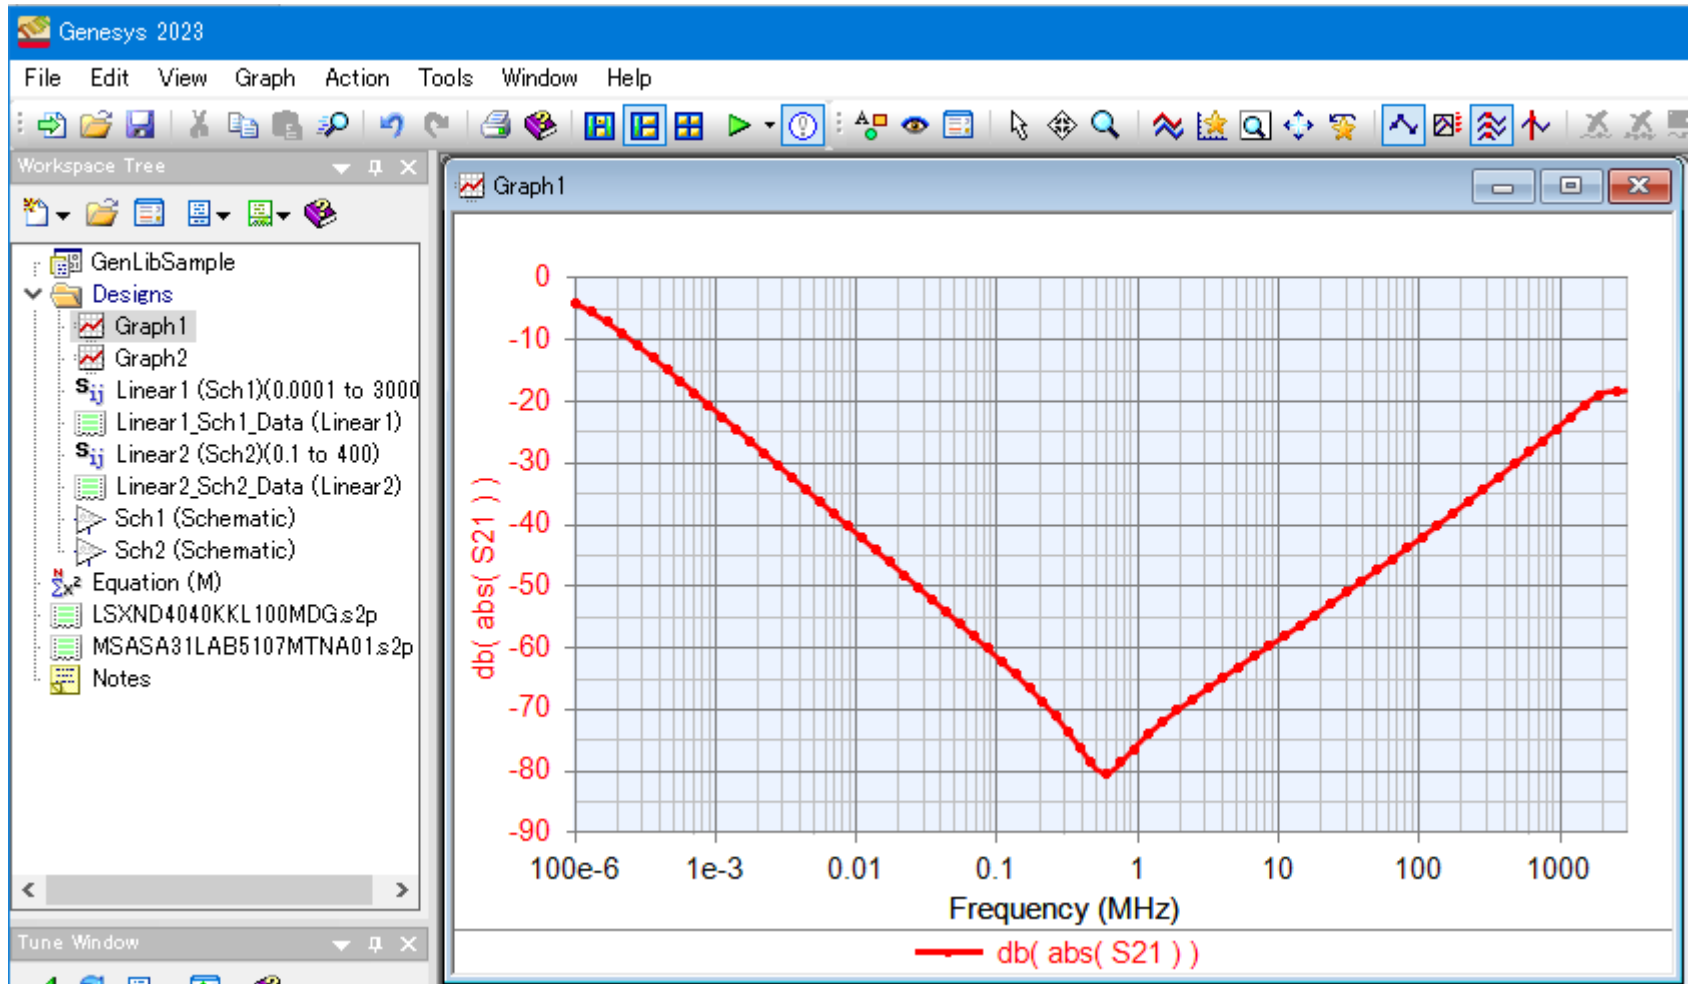 Genesys 2023
File Edit View Graph Action Tools Window Help
Workspace Tree
GenLibSample
Designs
Graph1
Graph2
Sij Linear1 (Sch1)(0.0001 to 3000
Linear1_Sch1_Data (Linear1)
Sij Linear2 (Sch2)(0.1 to 400)
Linear2_Sch2_Data (Linear2)
Sch1 (Schematic)
Sch2 (Schematic)
Equation (M)
LSXND4040KKL100MDG.s2p
MSASA31LAB5107MTNA01.s2p
Notes
Tune Window
Graph1
0
-10
-20
-30
-40
-50
-60
-70
-80
-90
db( abs( S21 ) )
100e-6 1e-3 0.01 0.1 1 10 100 1000
Frequency (MHz)
db( abs( S21 ) )